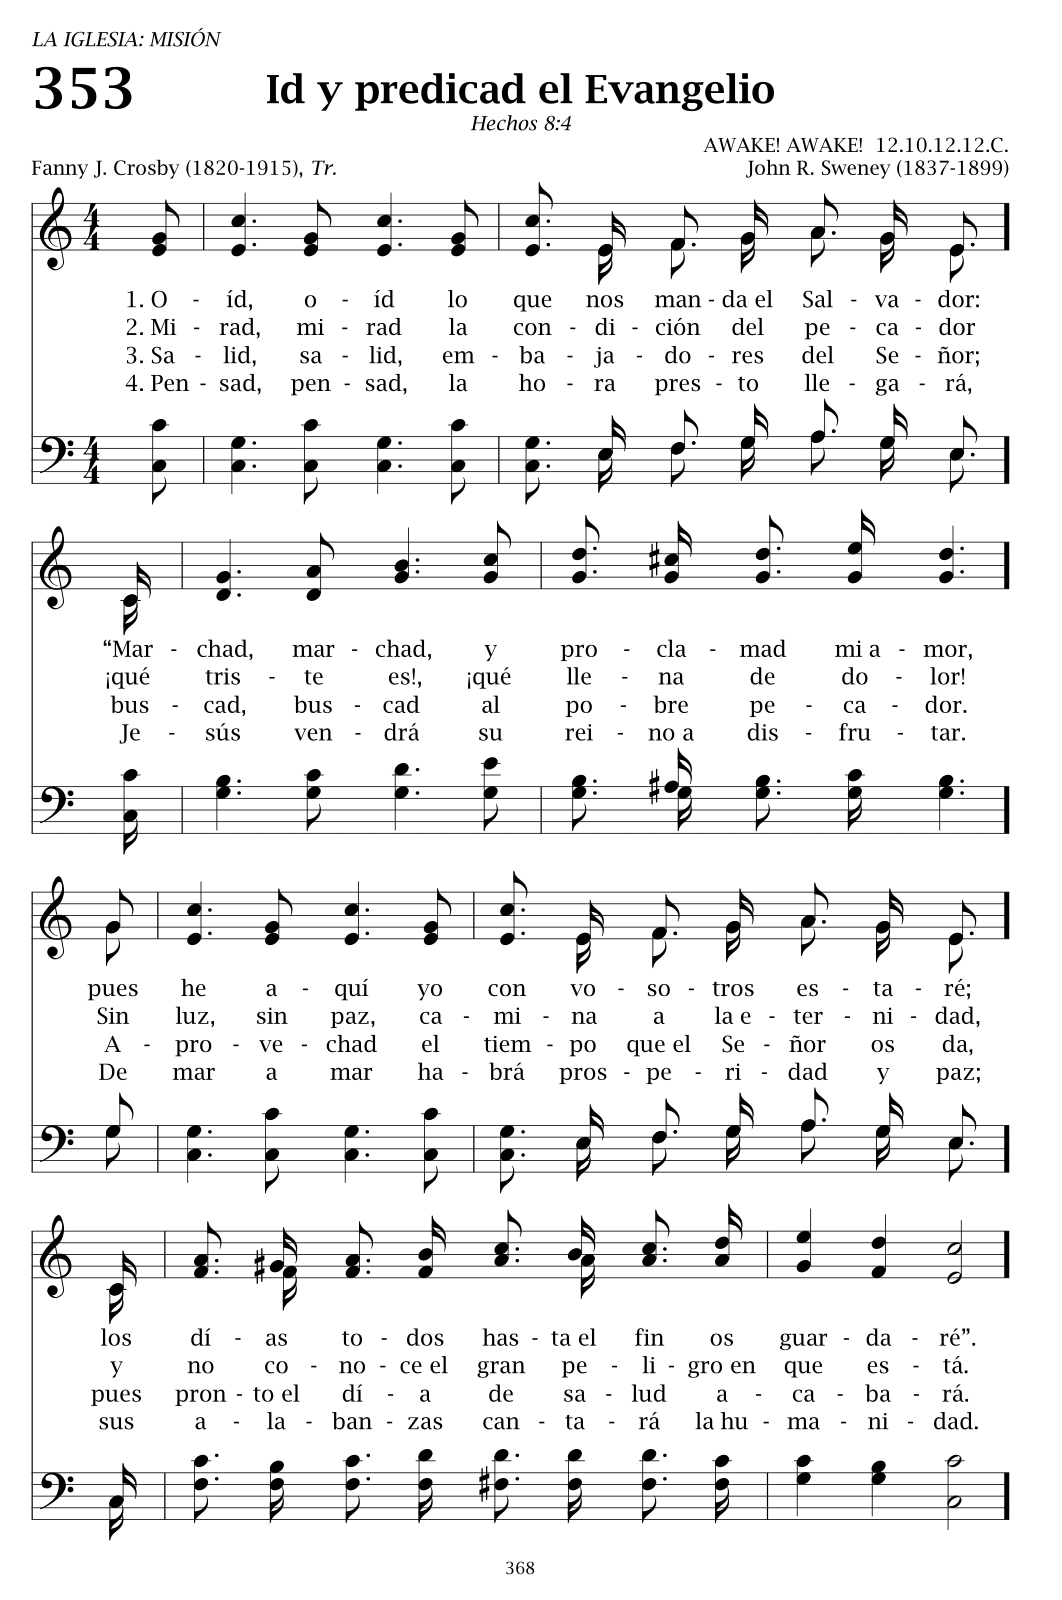 LA IGLESIA: MISIÓN
353 Id y predicad el Evangelio
Hechos 8:4
AWAKE! AWAKE! 12.10.12.12.C.
Fanny J. Crosby (1820-1915), Tr. John R. Sweney (1837-1899)
1. O - íd, o - íd lo que nos man - da el Sal - va - dor:
2. Mi - rad, mi - rad la con - di - ción del pe - ca - dor
3. Sa - lid, sa - lid, em - ba - ja - do - res del Se - ñor;
4. Pen - sad, pen - sad, la ho - ra pres - to lle - ga - rá,
“Mar - chad, mar - chad, y pro - cla - mad mi a - mor,
¡qué tris - te es!, ¡qué lle - na de do - lor!
bus - cad, bus - cad al po - bre pe - ca - dor.
Je - sús ven - drá su rei - no a dis - fru - tar.
pues he a - quí yo con vo - so - tros es - ta - ré;
Sin luz, sin paz, ca - mi - na a la e - ter - ni - dad,
A - pro - ve - chad el tiem - po que el Se - ñor os da,
De mar a mar ha - brá pros - pe - ri - dad y paz;
los dí - as to - dos has - ta el fin os guar - da - ré”.
y no co - no - ce el gran pe - li - gro en que es - tá.
pues pron - to el dí - a de sa - lud a - ca - ba - rá.
sus a - la - ban - zas can - ta - rá la hu - ma - ni - dad.
368